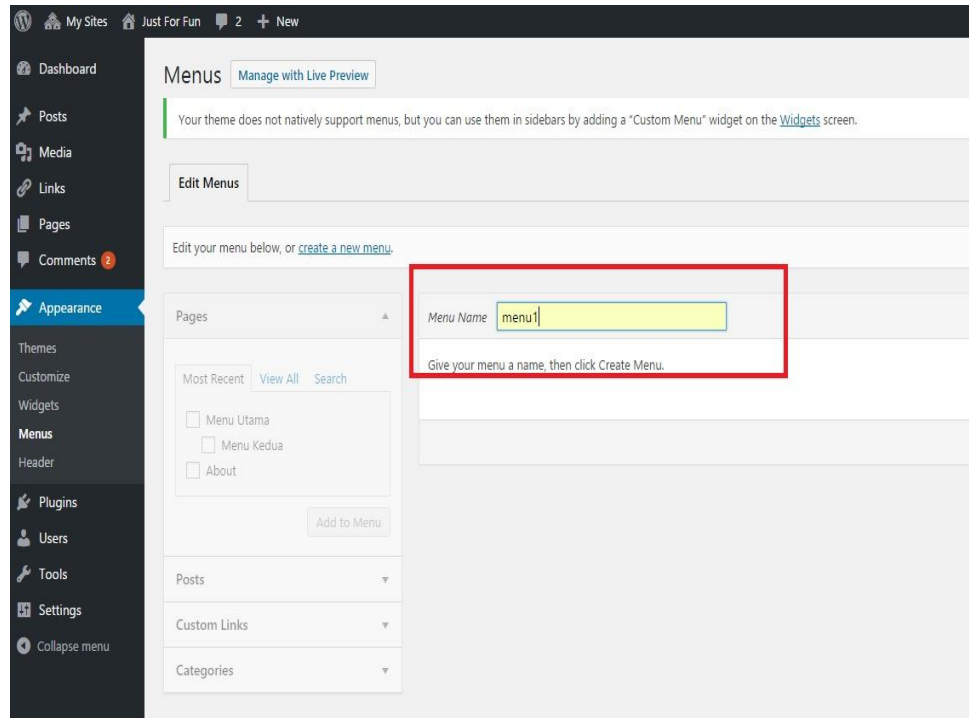 My Sites Just For Fun 2 + New
Dashboard
Posts
Media
Links
Pages
Comments 2
Appearance
Themes
Customize
Widgets
Menus
Header
Plugins
Users
Tools
Settings
Collapse menu
Menus Manage with Live Preview
Your theme does not natively support menus, but you can use them in sidebars by adding a "Custom Menu" widget on the Widgets screen.
Edit Menus
Edit your menu below, or create a new menu.
Pages
Most Recent View All Search
Menu Utama
Menu Kedua
About
Add to Menu
Posts
Custom Links
Categories
Menu Name menu1
Give your menu a name, then click Create Menu.